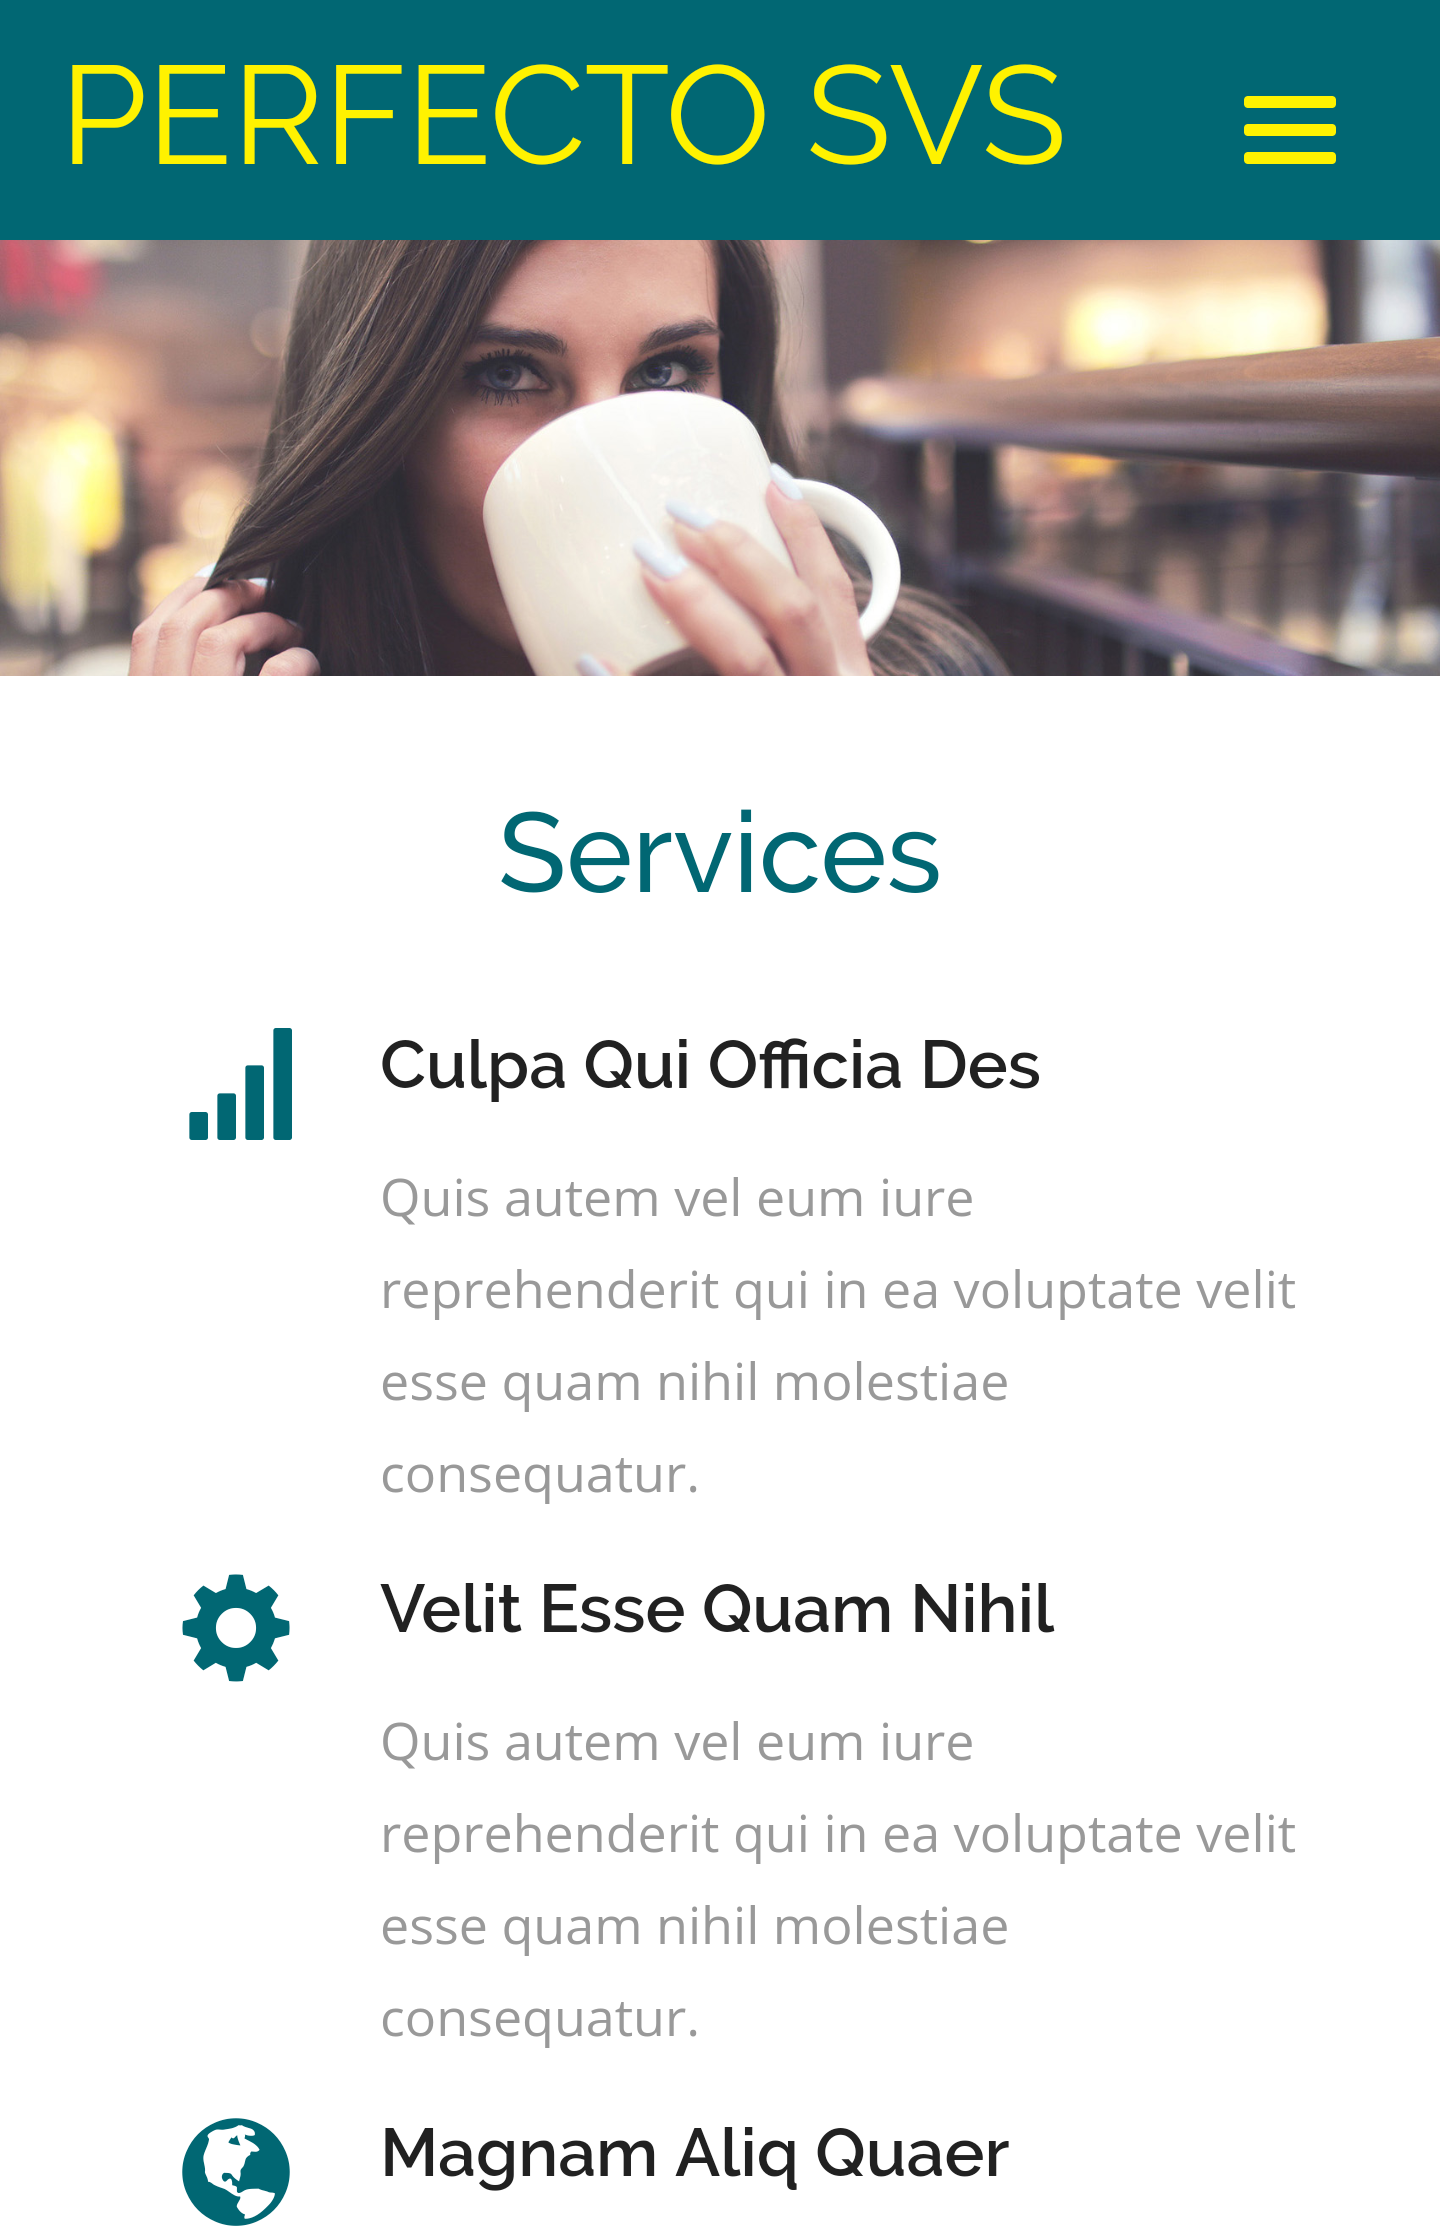 PERFECTO SVS
Services
Culpa Qui Officia Des
Quis autem vel eum iure
reprehenderit qui in ea voluptate velit
esse quam nihil molestiae
consequatur.
Velit Esse Quam Nihil
Quis autem vel eum iure
reprehenderit qui in ea voluptate velit
esse quam nihil molestiae
consequatur.
Magnam Aliq Quaer